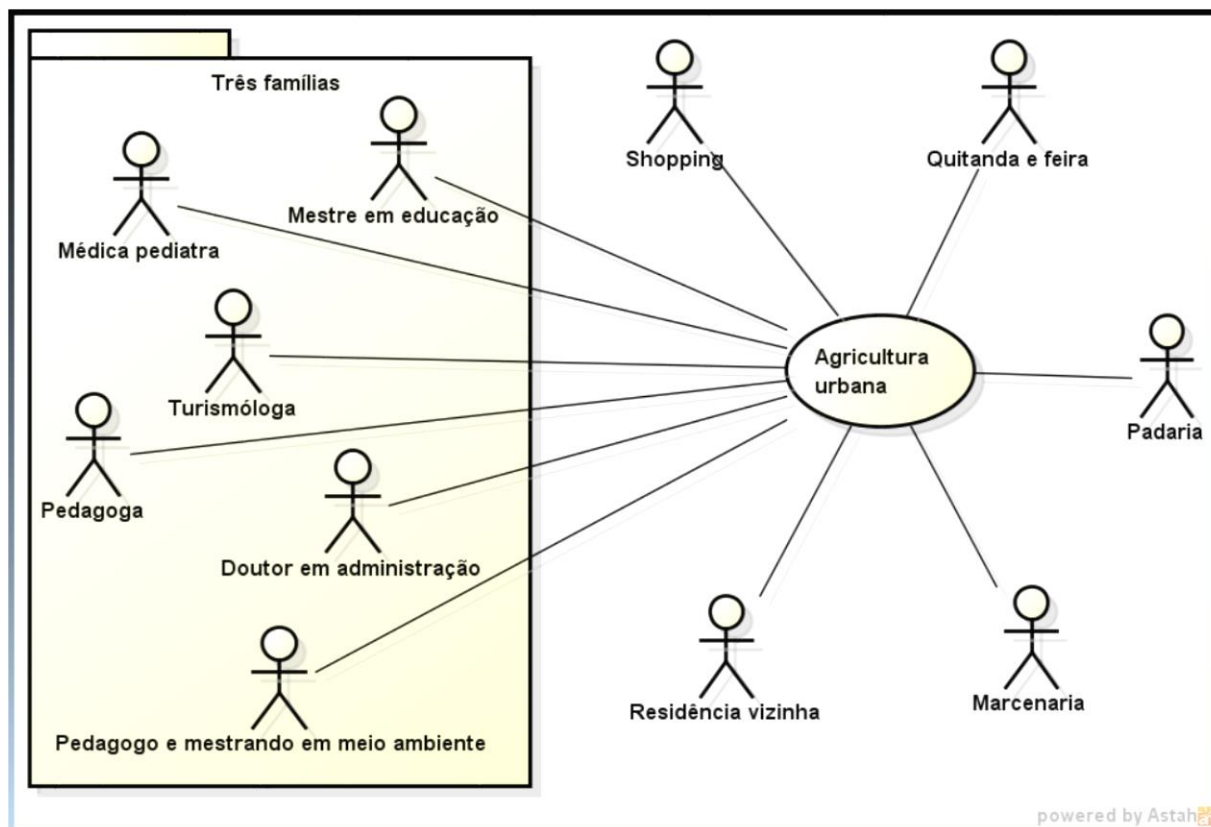 Três famílias
Shopping
Quitanda e feira
Mestre em educação
Médica pediatra
Agricultura
urbana
Turismóloga
Padaria
Pedagoga
Doutor em administração
Residência vizinha
Marcenaria
Pedagogo e mestrando em meio ambiente
powered by Astah